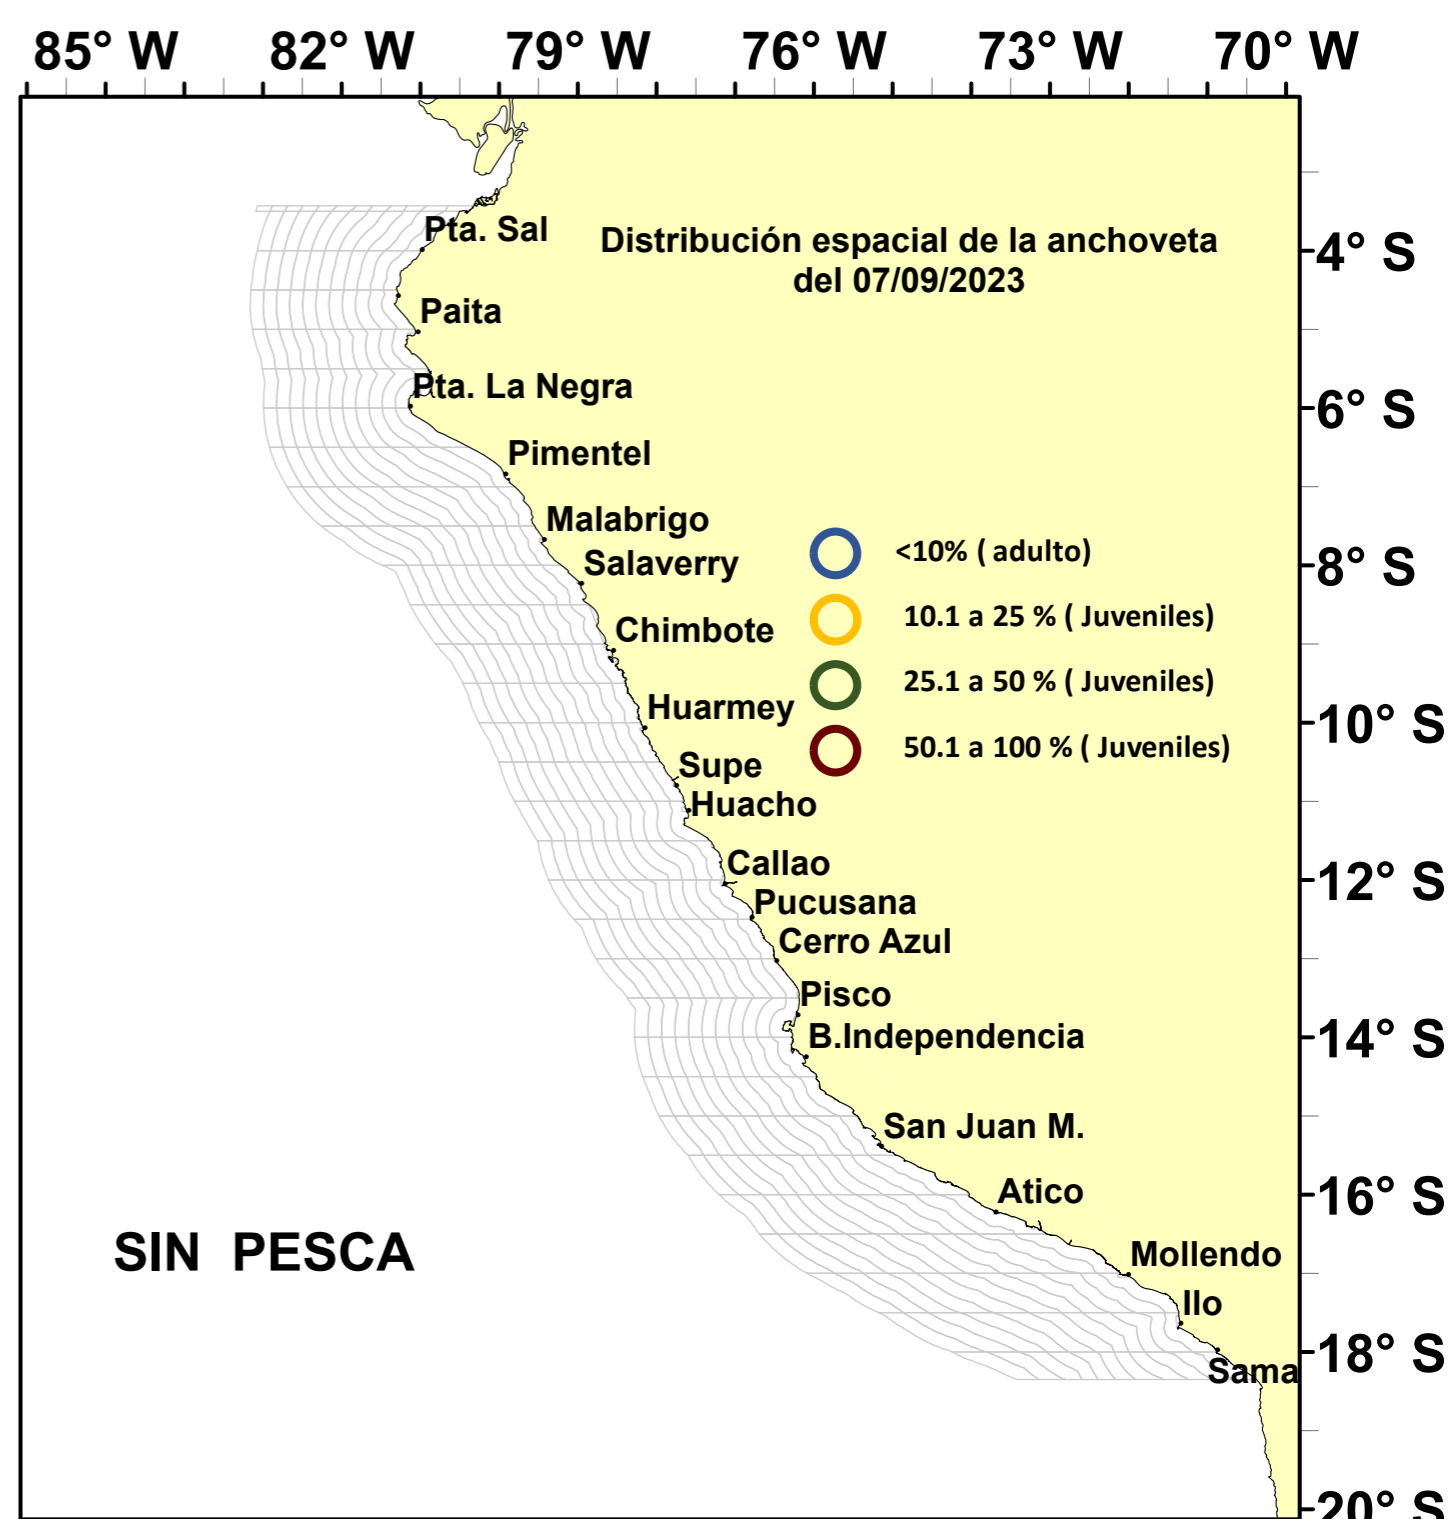 85° W 82° W 79° W 76° W 73° W 70° W
Pta. Sal
Distribución espacial de la anchoveta
del 07/09/2023
4° S
Paita
Pta. La Negra
6° S
Pimentel
Malabrigo
Salaverry
<10% ( adulto)
8° S
Chimbote
10.1 a 25 % ( Juveniles)
25.1 a 50 % ( Juveniles)
Huarmey
10° S
50.1 a 100 % ( Juveniles)
Supe
Huacho
Callao
12° S
Pucusana
Cerro Azul
Pisco
B.Independencia
14° S
San Juan M.
Atico
16° S
SIN PESCA
Mollendo
Ilo
18° S
Sama
20° S